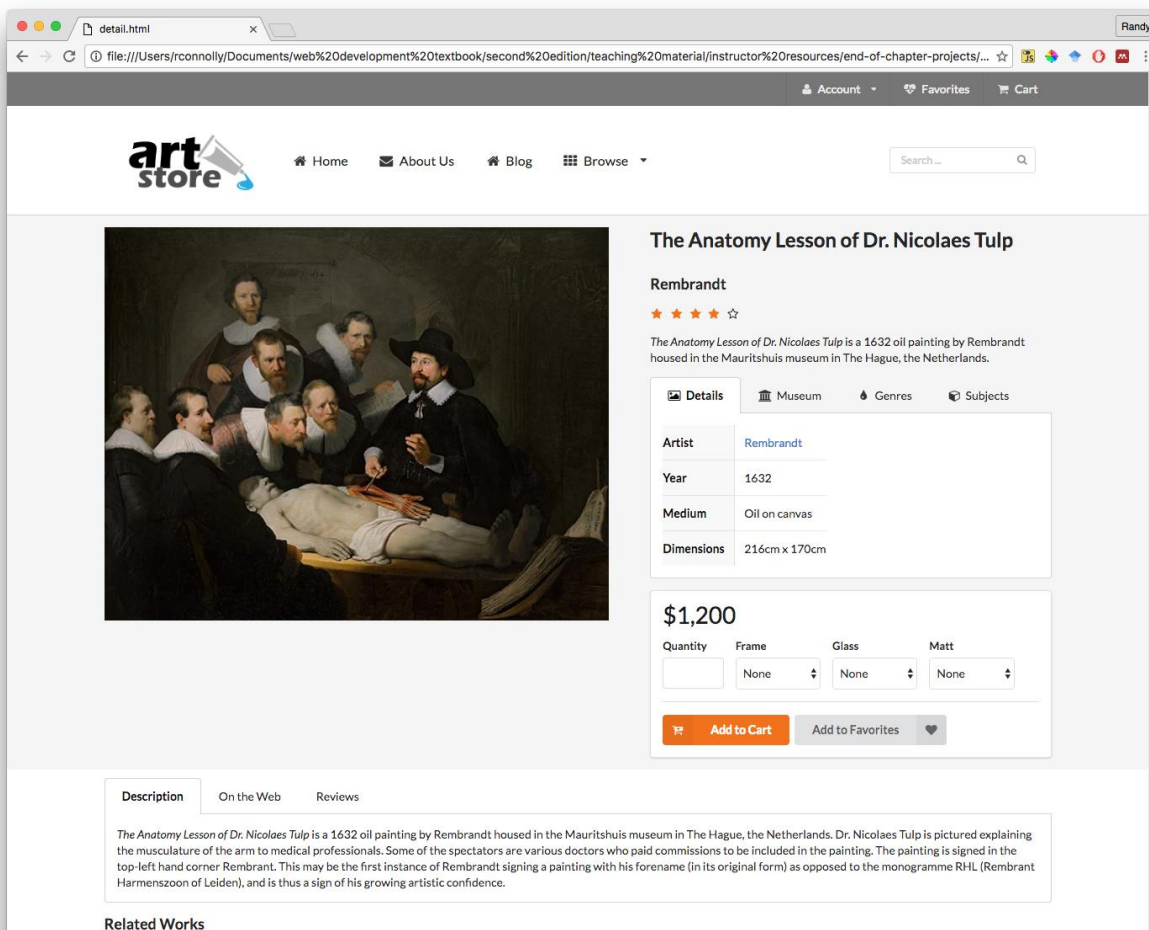 detail.html
Randy
file:///Users/rconnolly/Documents/web%20development%20textbook/second%20edition/teaching%20material/instructor%20resources/end-of-chapter-projects/...
JS
Account
Favorites
Cart
art
store
Home
About Us
Blog
Browse
Search ...
The Anatomy Lesson of Dr. Nicolaes Tulp
Rembrandt
The Anatomy Lesson of Dr. Nicolaes Tulp is a 1632 oil painting by Rembrandt
housed in the Mauritshuis museum in The Hague, the Netherlands.
Details
Museum
Genres
Subjects
Artist Rembrandt
Year 1632
Medium Oil on canvas
Dimensions 216cm x 170cm
$1,200
Quantity Frame Glass Matt
None None None
Add to Cart
Add to Favorites
Description On the Web Reviews
The Anatomy Lesson of Dr. Nicolaes Tulp is a 1632 oil painting by Rembrandt housed in the Mauritshuis museum in The Hague, the Netherlands. Dr. Nicolaes Tulp is pictured explaining
the musculature of the arm to medical professionals. Some of the spectators are various doctors who paid commissions to be included in the painting. The painting is signed in the
top-left hand corner Rembrant. This may be the first instance of Rembrandt signing a painting with his forename (in its original form) as opposed to the monogramme RHL (Rembrant
Harmenszoon of Leiden), and is thus a sign of his growing artistic confidence.
Related Works